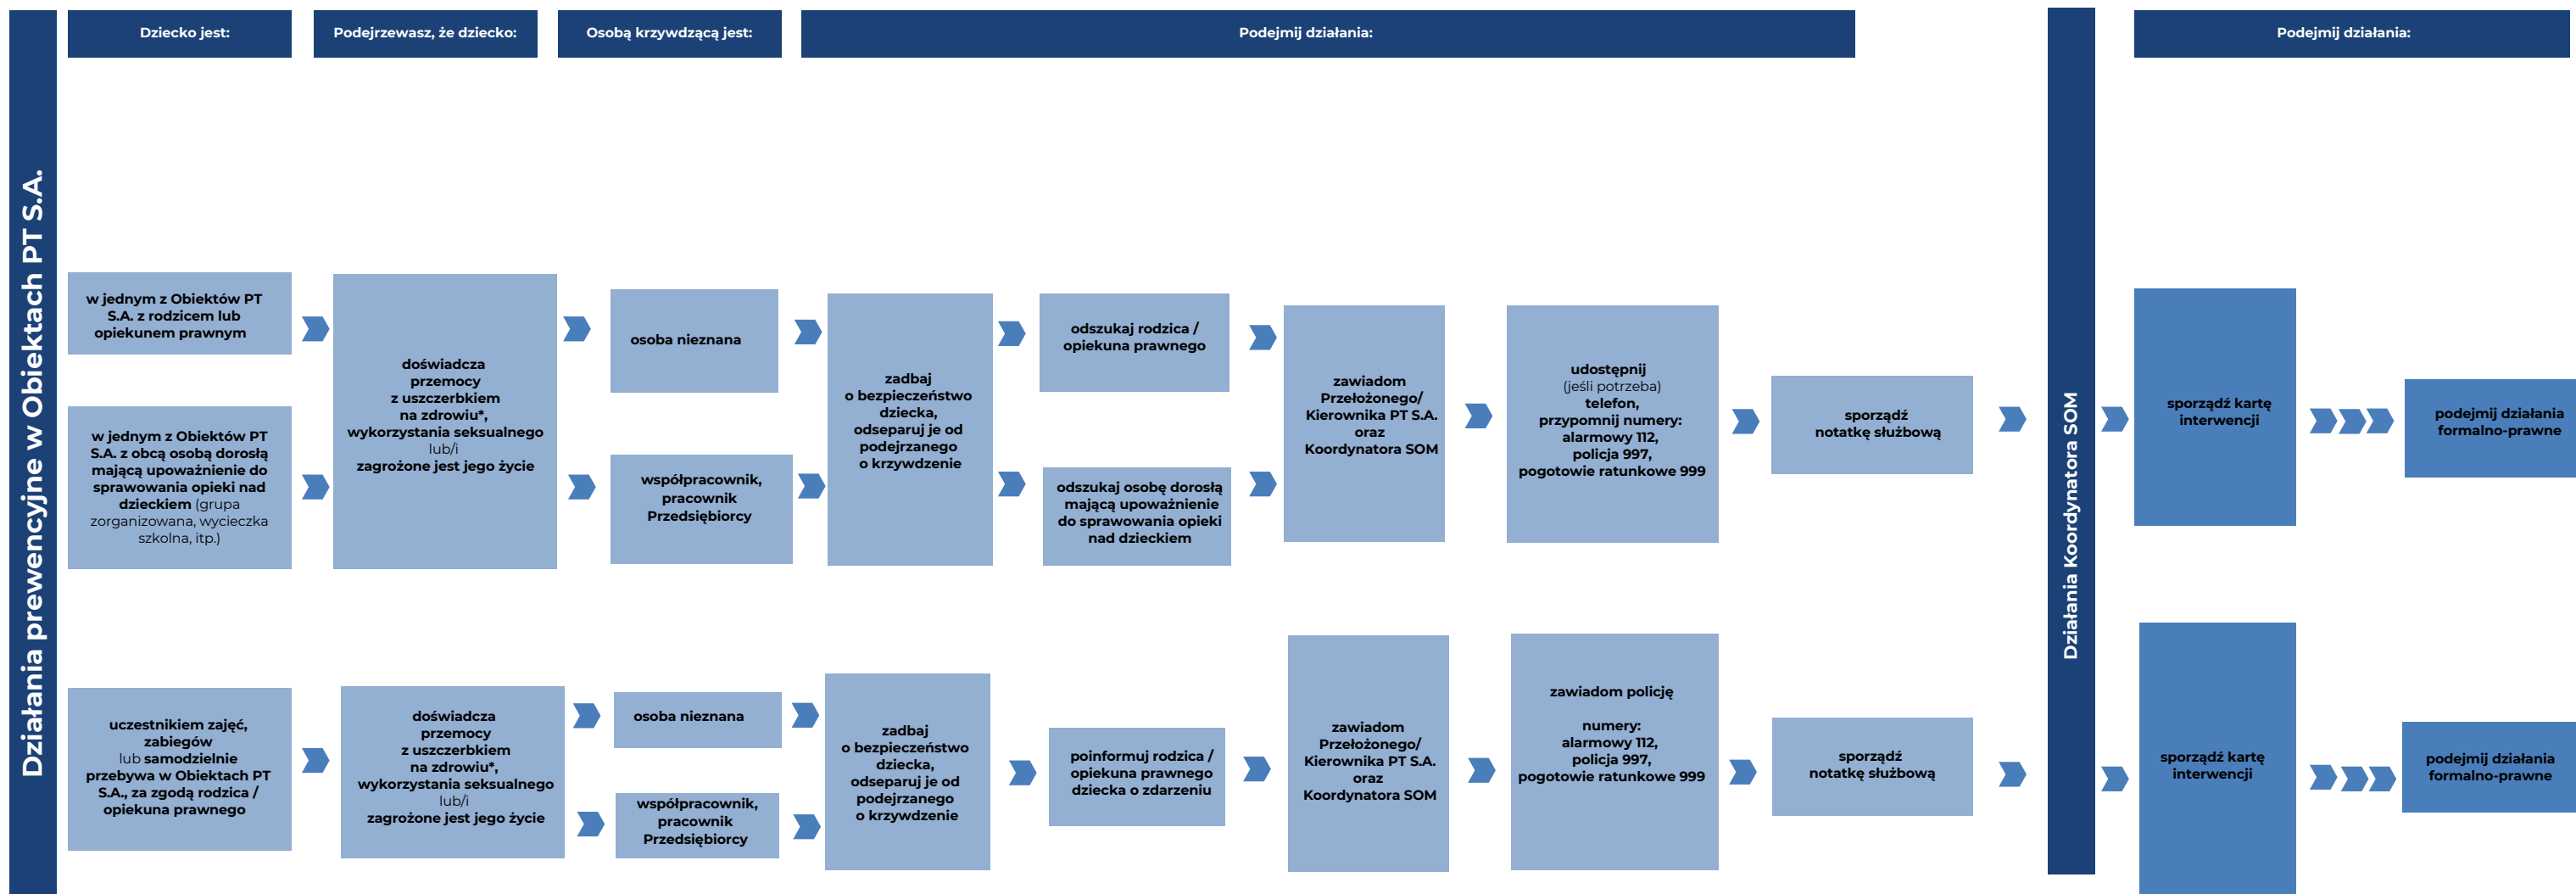 Działania prewencyjne w Obiektach PT S.A.
Dziecko jest:
Podejrzewasz, że dziecko:
Osobą krzywdzącą jest:
Podejmij działania:
Działania Koordynatora SOM
Podejmij działania:
w jednym z Obiektów PT
S.A. z rodzicem lub
opiekunem prawnym
w jednym z Obiektów PT
S.A. z obcą osobą dorosłą
mającą upoważnienie do
sprawowania opieki nad
dzieckiem (grupa
zorganizowana, wycieczka
szkolna, itp.)
doświadcza
przemocy
z uszczerbkiem
na zdrowiu*,
wykorzystania seksualnego
lub/i
zagrożone jest jego życie
osoba nieznana
współpracownik,
pracownik
Przedsiębiorcy
zadbaj
o bezpieczeństwo
dziecka,
odseparuj je od
podejrzanego
o krzywdzenie
odszukaj rodzica /
opiekuna prawnego
odszukaj osobę dorosłą
mającą upoważnienie
do sprawowania opieki
nad dzieckiem
zawiadom
Przełożonego/
Kierownika PT S.A.
oraz
Koordynatora SOM
udostępnij
(jeśli potrzeba)
telefon,
przypomnij numery:
alarmowy 112,
policja 997,
pogotowie ratunkowe 999
sporządź
notatkę służbową
sporządź kartę
interwencji
podejmij działania
formalno-prawne
uczestnikiem zajęć,
zabiegów
lub samodzielnie
przebywa w Obiektach PT
S.A., za zgodą rodzica /
opiekuna prawnego
doświadcza
przemocy
z uszczerbkiem
na zdrowiu*,
wykorzystania seksualnego
lub/i
zagrożone jest jego życie
osoba nieznana
współpracownik,
pracownik
Przedsiębiorcy
zadbaj
o bezpieczeństwo
dziecka,
odseparuj je od
podejrzanego
o krzywdzenie
poinformuj rodzica /
opiekuna prawnego
dziecka o zdarzeniu
zawiadom
Przełożonego/
Kierownika PT S.A.
oraz
Koordynatora SOM
zawiadom policję
numery:
alarmowy 112,
policja 997,
pogotowie ratunkowe 999
sporządź
notatkę służbową
sporządź kartę
interwencji
podejmij działania
formalno-prawne